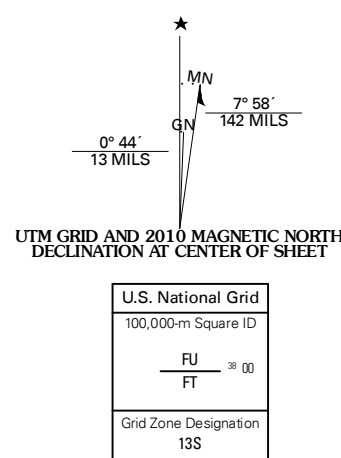 ★
MN
GN
7° 58´
142 MILS
0° 44´
13 MILS
UTM GRID AND 2010 MAGNETIC NORTH
DECLINATION AT CENTER OF SHEET
U.S. National Grid
100,000-m Square ID
FU
38 00
FT
Grid Zone Designation
13S